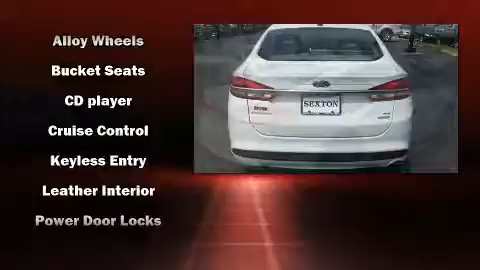 Alloy Wheels
Bucket Seats
CD player
Cruise Control
Keyless Entry
Leather Interior
Power Door Locks
SEXTON